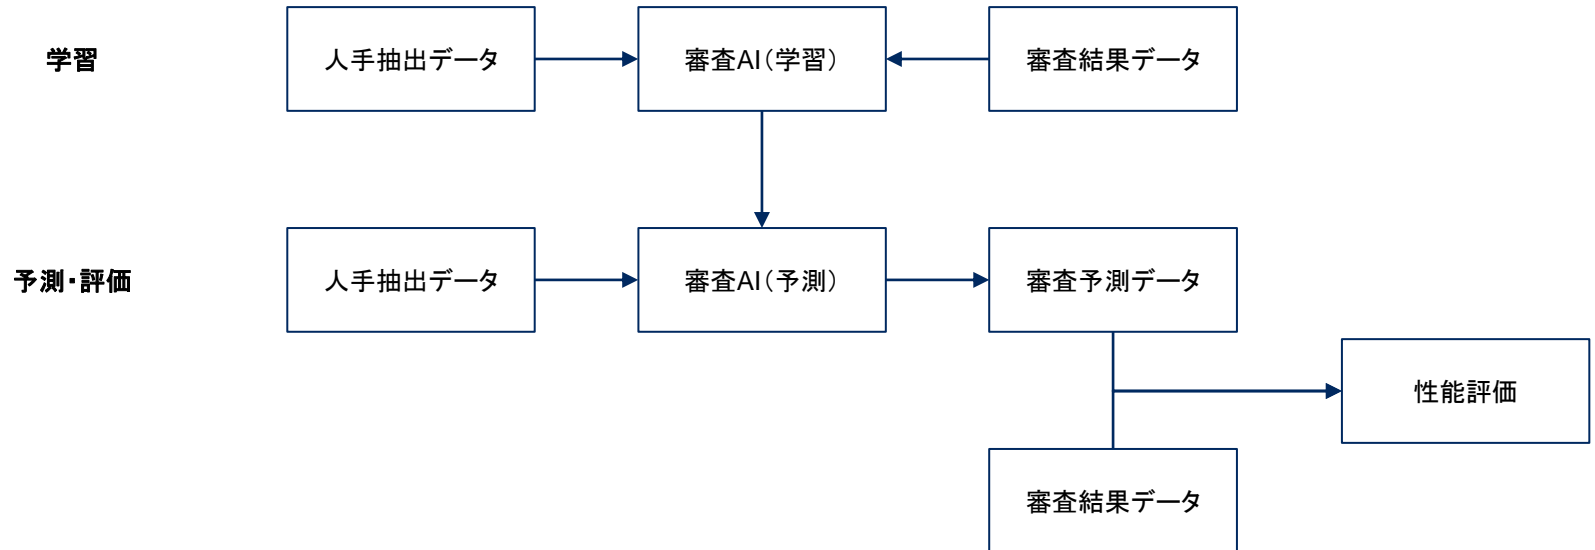 学習
人手抽出データ
審査AI(学習)
審査結果データ
予測・評価
人手抽出データ
審査AI(予測)
審査予測データ
性能評価
審査結果データ